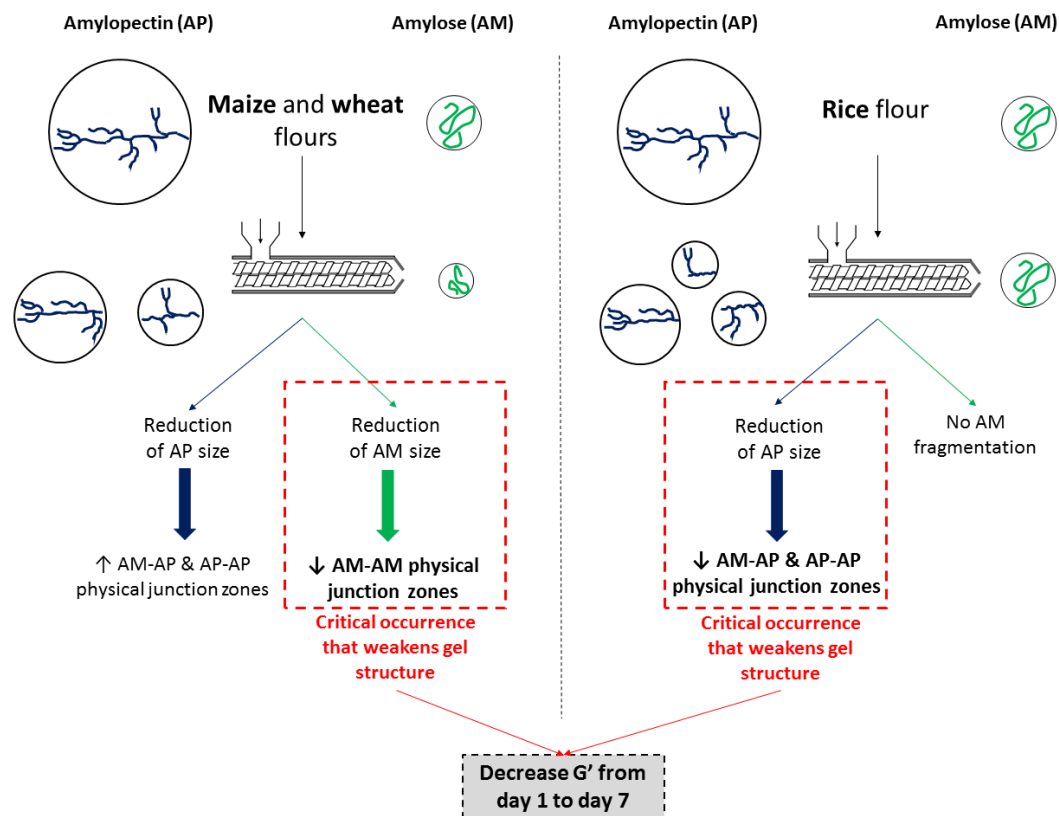 Amylopectin (AP)
Amylose (AM)
Maize and wheat
flours
Reduction
of AP size
Reduction
of AM size
↑ AM-AP & AP-AP
physical junction zones
↓ AM-AM physical
junction zones
Critical occurrence
that weakens gel
structure
Amylopectin (AP)
Amylose (AM)
Rice flour
Reduction
of AP size
No AM
fragmentation
↓ AM-AP & AP-AP
physical junction zones
Critical occurrence
that weakens gel
structure
Decrease G’ from
day 1 to day 7